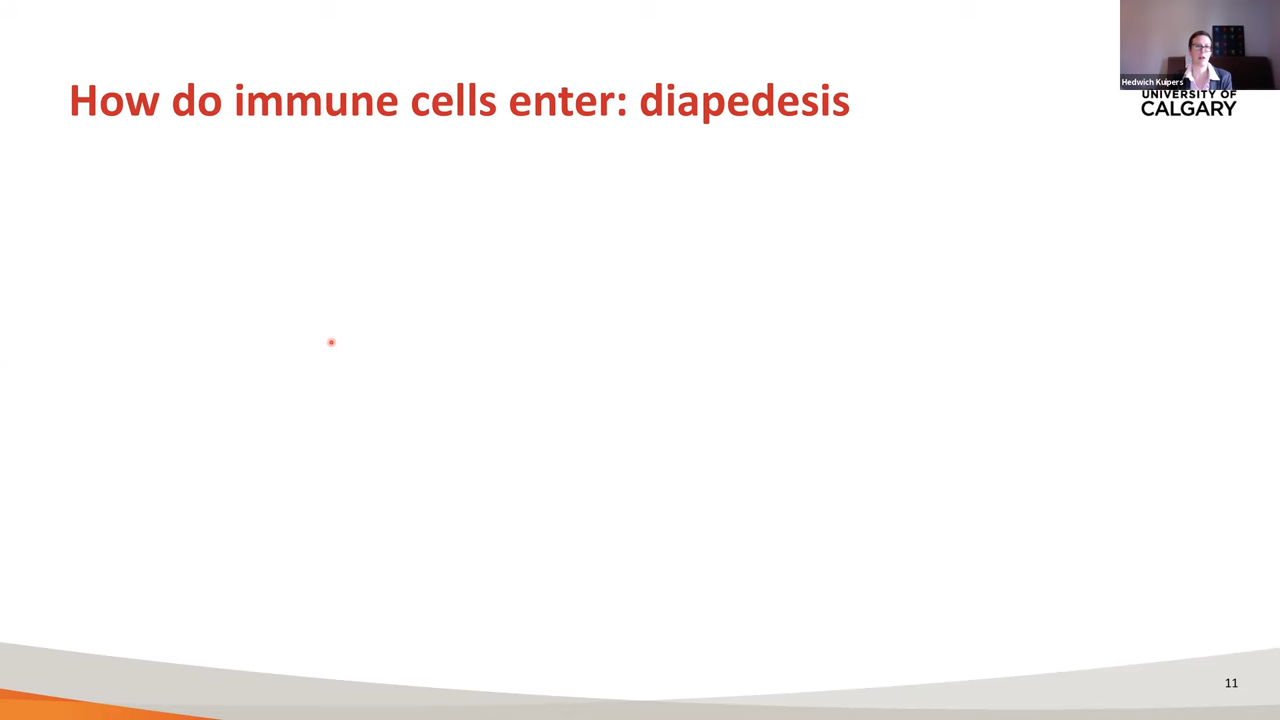 How do immune cells enter: diapedesis
Hedwich Kuipers
UNIVERSITY OF
CALGARY
11